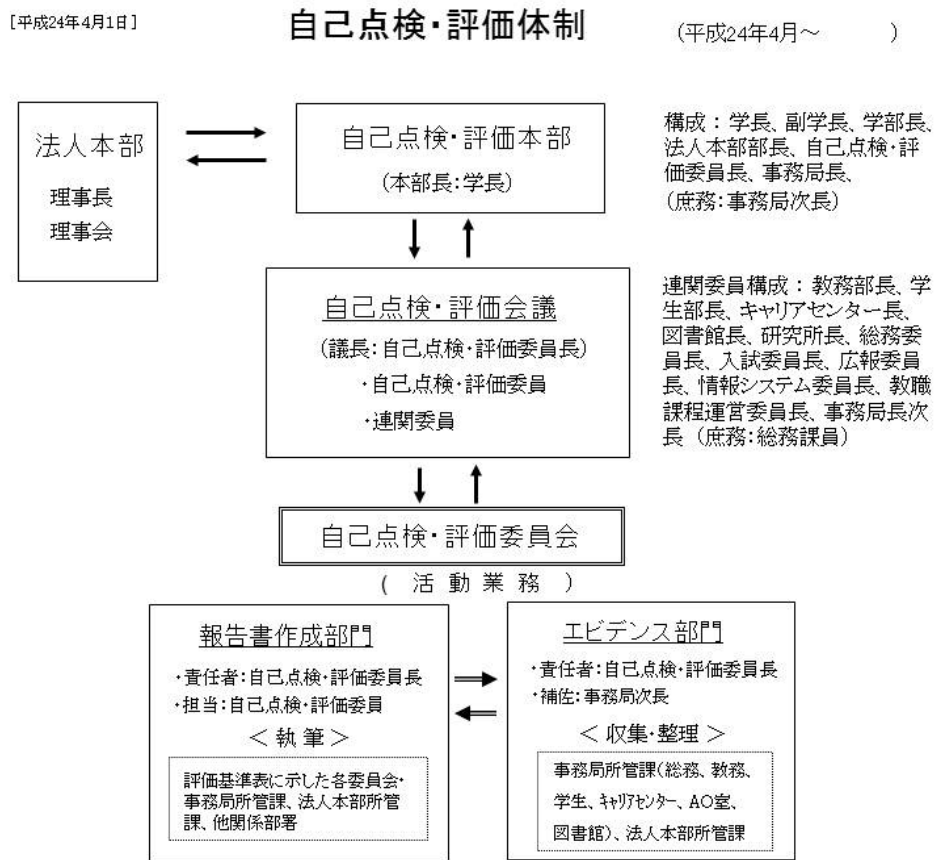 [平成24年4月1日]
自己点検・評価体制
(平成24年4月～ )
法人本部
理事長
理事会
自己点検・評価本部
(本部長:学長)
構成：学長、副学長、学部長、
法人本部部長、自己点検・評
価委員長、事務局長、
(庶務:事務局次長)
自己点検・評価会議
(議長:自己点検・評価委員長)
・自己点検・評価委員
・連関委員
連関委員構成：教務部長、学
生部長、キャリアセンター長、
図書館長、研究所長、総務委
員長、入試委員長、広報委員
長、情報システム委員長、教職
課程運営委員長、事務局長次
長（庶務:総務課員）
自己点検・評価委員会
( 活動業務 )
報告書作成部門
・責任者:自己点検・評価委員長
・担当:自己点検・評価委員
＜執筆＞
評価基準表に示した各委員会・
事務局所管課、法人本部所管
課、他関係部署
エビデンス部門
・責任者:自己点検・評価委員長
・補佐:事務局次長
＜収集・整理＞
事務局所管課(総務、教務、
学生、ｷｬﾘｱｾﾝﾀｰ、AO室、
図書館)、法人本部所管課